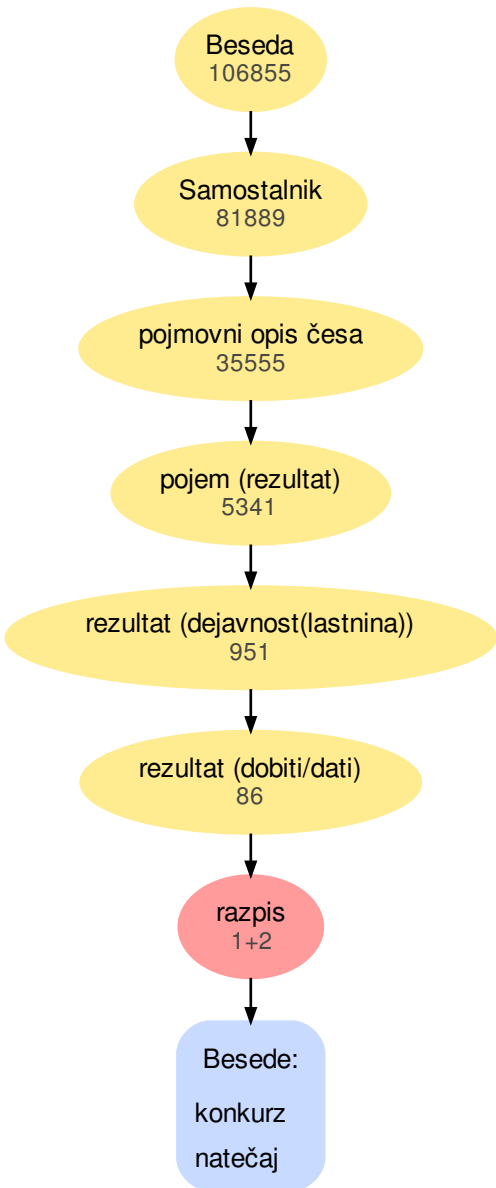 Beseda
106855
Samostalnik
81889
pojmovni opis česa
35555
pojem (rezultat)
5341
rezultat (dejavnost(lastnina))
951
rezultat (dobiti/dati)
86
razpis
1+2
Besede:
konkurz
natečaj